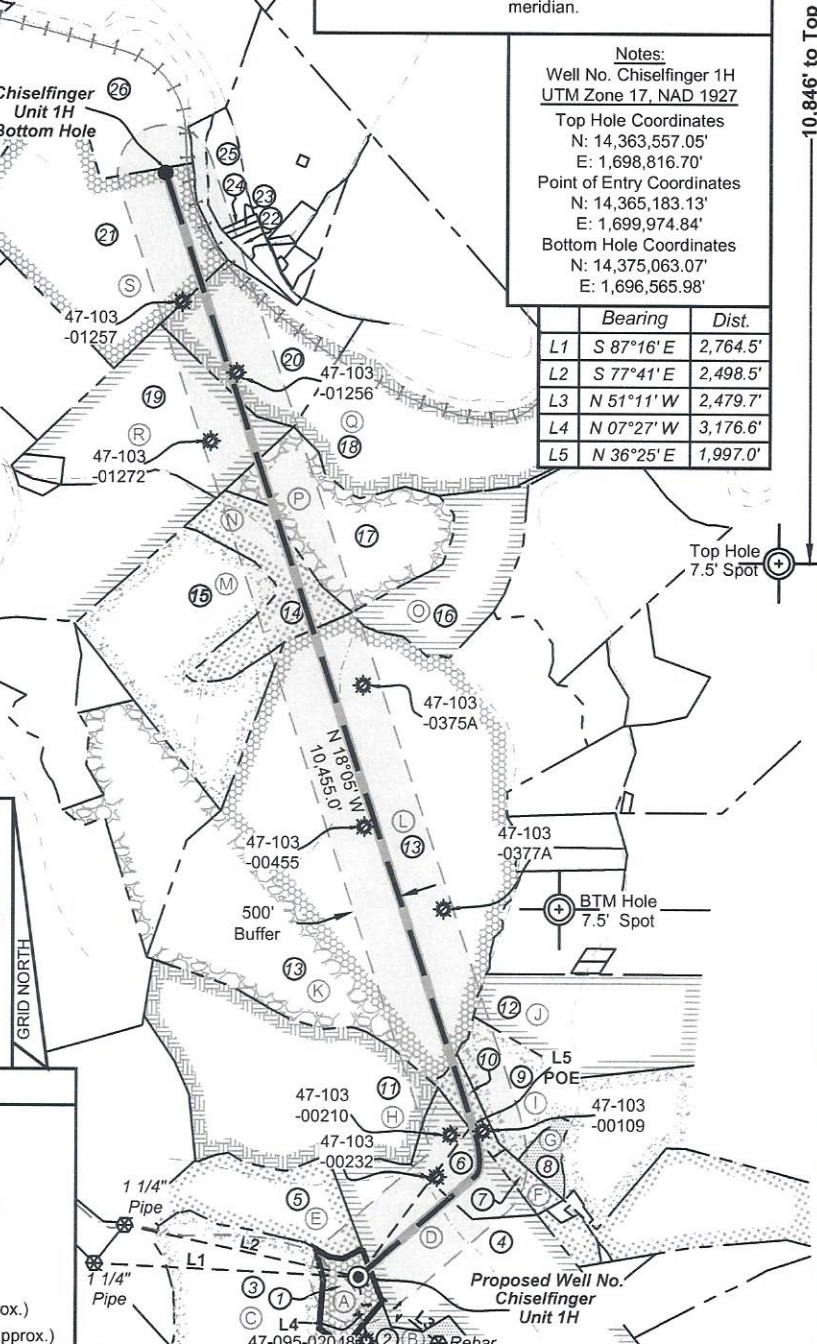 meridian.
10,846' to Top
Notes:
Well No. Chiselfinger 1H
UTM Zone 17, NAD 1927
Top Hole Coordinates
N: 14,363,557.05'
E: 1,698,816.70'
Point of Entry Coordinates
N: 14,365,183.13'
E: 1,699,974.84'
Bottom Hole Coordinates
N: 14,375,063.07'
E: 1,696,565.98'
Bearing Dist.
L1 S 87°16' E 2,764.5'
L2 S 77°41' E 2,498.5'
L3 N 51°11' W 2,479.7'
L4 N 07°27' W 3,176.6'
L5 N 36°25' E 1,997.0'
26
Chiselfinger
Unit 1H
Bottom Hole
25
24
23
22
21
S
47-103
-01257
20
47-103
-01256
19
R
Q
18
47-103
-01272
P
N
17
Top Hole
7.5' Spot
15
M
14
O
16
47-103
-0375A
N 18°05' W
10,455.0'
L
13
47-103
-00455
47-103
-0377A
500'
Buffer
BTM Hole
7.5' Spot
GRID NORTH
13
K
12
J
10
L5
POE
9
11
H
I
47-103
-00210
47-103
-00109
47-103
-00232
G
6
8
7
F
1 1/4"
Pipe
5
E
D
4
L2
L1
1 1/4"
Pipe
3
1
A
Proposed Well No.
Chiselfinger
Unit 1H
C
L4
L3
ox.)
pprox.)
47-095-02048
2
B
Rebar